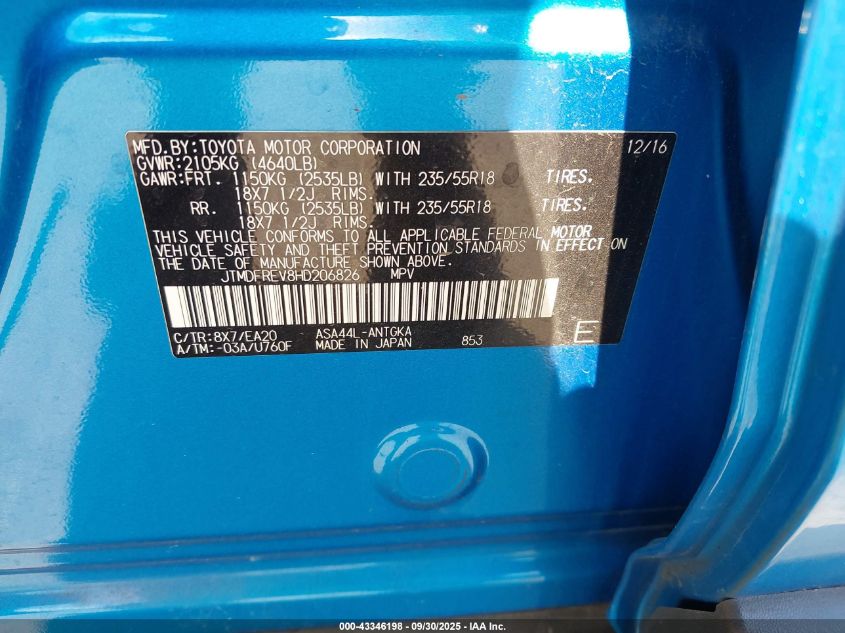 MFD. BY: TOYOTA MOTOR CORPORATION 12/16
GVWR: 2105KG (4640LB)
GAWR: FRT. 1150KG (2535LB) WITH 235/55R18 TIRES.
18X7 1/2J RIMS.
RR. 1150KG (2535LB) WITH 235/55R18 TIRES.
18X7 1/2J RIMS.
THIS VEHICLE CONFORMS TO ALL APPLICABLE FEDERAL MOTOR
VEHICLE SAFETY AND THEFT PREVENTION STANDARDS IN EFFECT ON
THE DATE OF MANUFACTURE SHOWN ABOVE.
JTMDFREV8HD206826 MPV
C/TR: 8X7/EA20 ASA44L-ANTGKA
A/TM: -03A/U760F MADE IN JAPAN 853 E
000-43346198 - 09/30/2025 - IAA Inc.